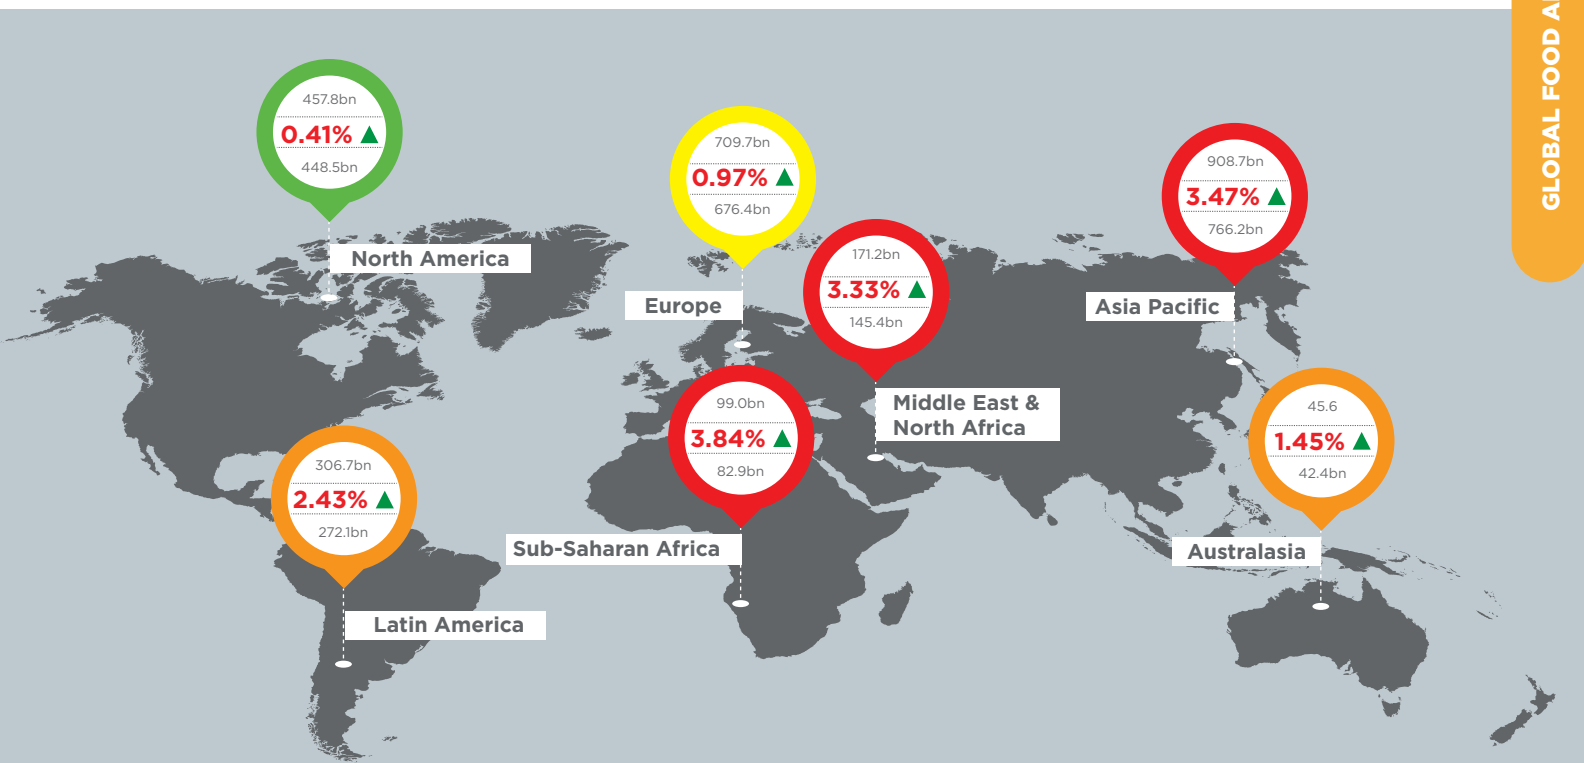 457.8bn
0.41%
448.5bn
North America
709.7bn
0.97%
676.4bn
Europe
171.2bn
3.33%
145.4bn
Middle East &
North Africa
908.7bn
3.47%
766.2bn
Asia Pacific
99.0bn
3.84%
82.9bn
Sub-Saharan Africa
306.7bn
2.43%
272.1bn
Latin America
45.6
1.45%
42.4bn
Australasia
GLOBAL FOOD